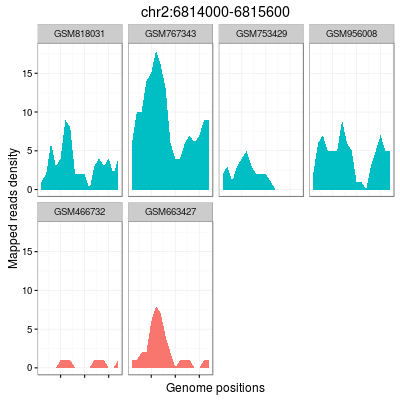 chr2:6814000-6815600
GSM818031 GSM767343 GSM753429 GSM956008
15
10
5
0
GSM466732 GSM663427
15
10
5
0
Mapped reads density
Genome positions